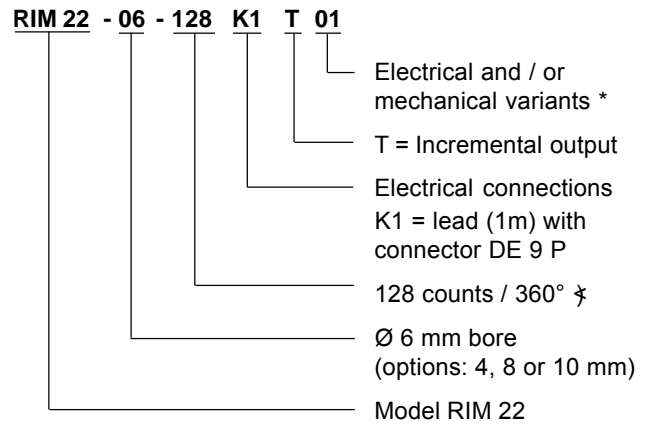 RIM 22 - 06 - 128 K1 T 01
Electrical and / or
mechanical variants *
T = Incremental output
Electrical connections
K1 = lead (1m) with
connector DE 9 P
128 counts / 360° ∢
Ø 6 mm bore
(options: 4, 8 or 10 mm)
Model RIM 22